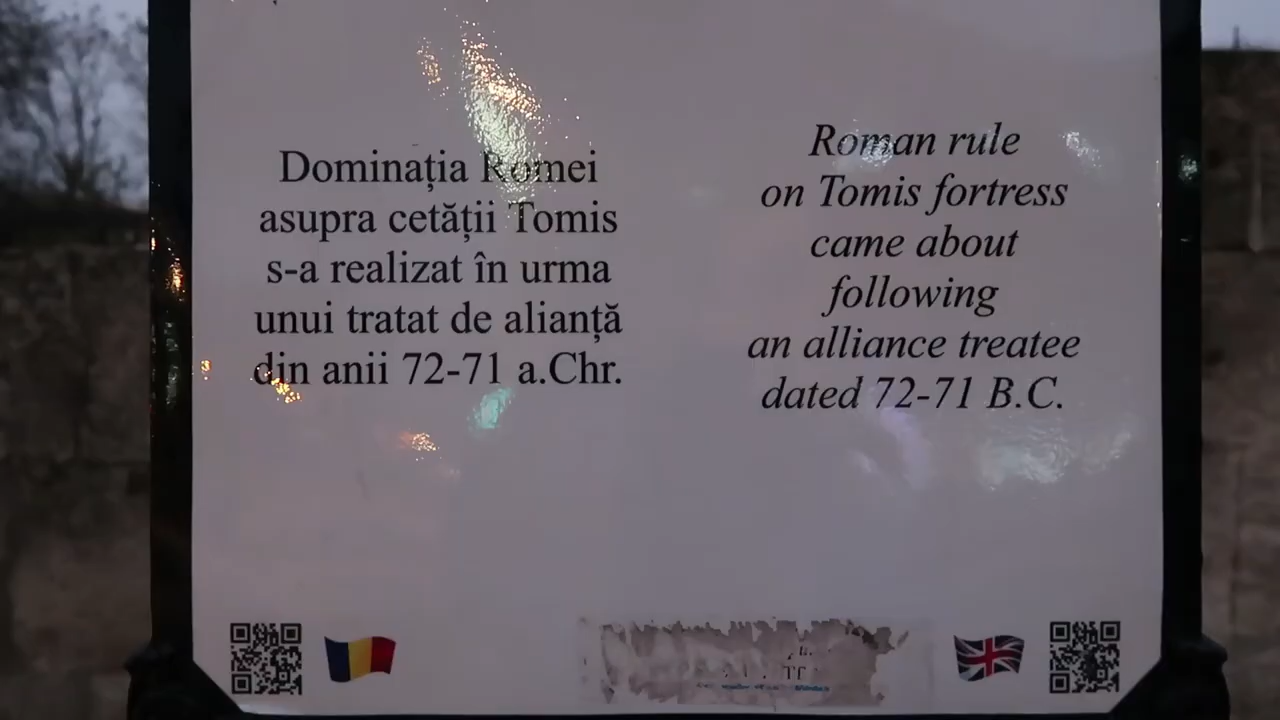 Dominația Romei
asupra cetății Tomis
s-a realizat în urma
unui tratat de alianță
din anii 72-71 a.Chr.
Roman rule
on Tomis fortress
came about
following
an alliance treatee
dated 72-71 B.C.